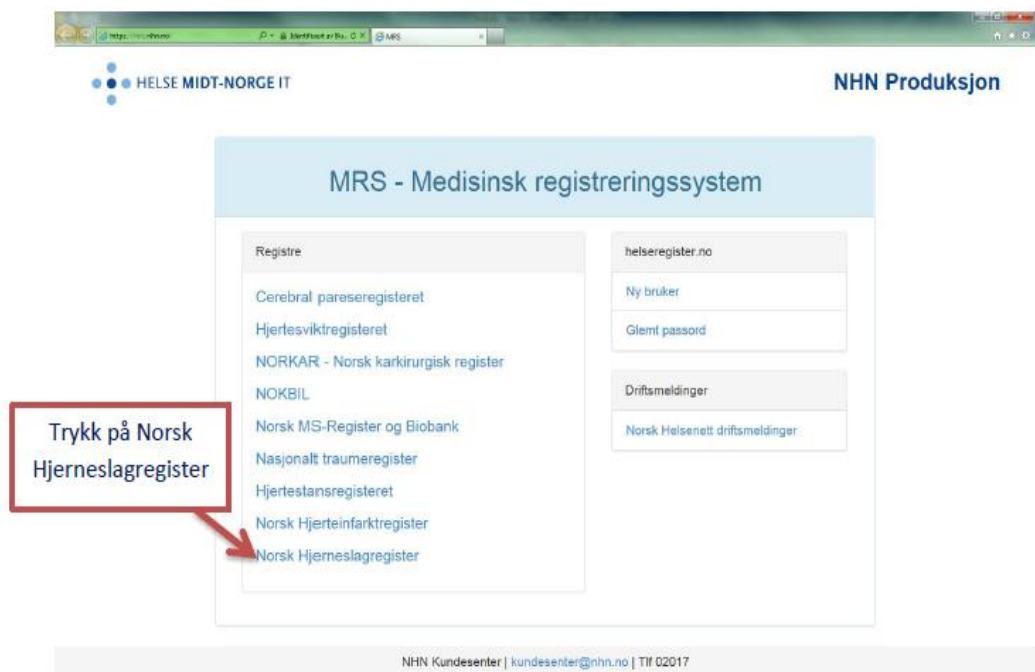 MRS
HELSE MIDT-NORGE IT
NHN Produksjon
MRS - Medisinsk registreringssystem
Registre
Cerebral pareseregisteret
Hjertesviktregisteret
NORKAR - Norsk karkirurgisk register
NOKBIL
Norsk MS-Register og Biobank
Nasjonalt traumeregister
Hjertestansregisteret
Norsk Hjerteinfarktregister
Norsk Hjerneslagregister
helseregister.no
Ny bruker
Glemt passord
Driftsmeldinger
Norsk Helsenett driftsmeldinger
Trykk på Norsk
Hjerneslagregister
NHN Kundesenter | kundesenter@nhn.no | Tlf 02017